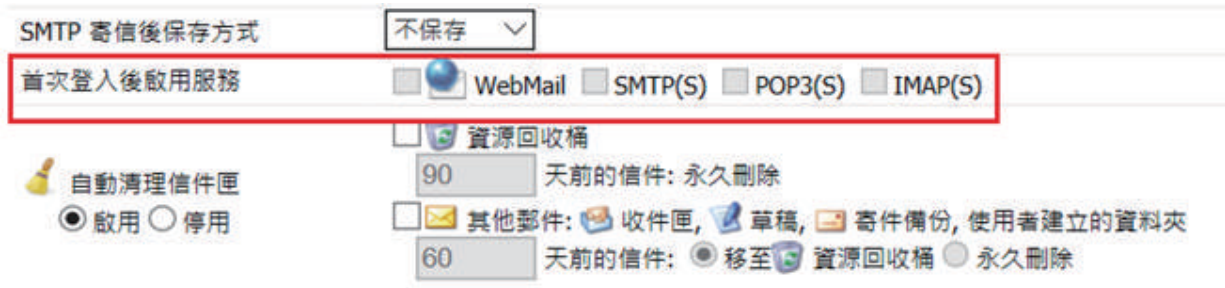 SMTP 寄信後保存方式 不保存
首次登入後啟用服務 WebMail SMTP(S) POP3(S) IMAP(S)
資源回收桶
90 天前的信件: 永久刪除
自動清理信件匣
啟用 停用
其他郵件: 收件匣, 草稿, 寄件備份, 使用者建立的資料夾
60 天前的信件: 移至 資源回收桶 永久刪除